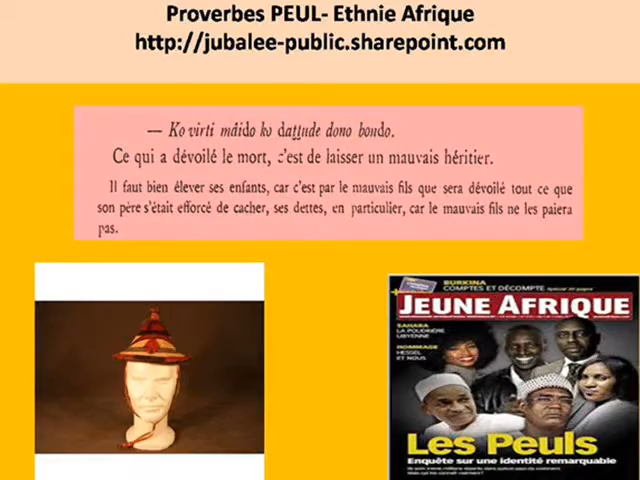 Proverbes PEUL- Ethnie Afrique
http://jubalee-public.sharepoint.com
— Ko virti mâido ko daṯṯude dono bondo.
Ce qui a dévoilé le mort, c'est de laisser un mauvais héritier.
Il faut bien élever ses enfants, car c'est par le mauvais fils que sera dévoilé tout ce que
son père s'était efforcé de cacher, ses dettes, en particulier, car le mauvais fils ne les paiera
pas.
BURKINA
COMPTES ET DÉCOMPTE Spécial 20 pages
JEUNE AFRIQUE
SAHARA
LA POUDRIÈRE
LIBYENNE
HOMMAGE
HESSEL
ET NOUS
Les Peuls
Enquête sur une identité remarquable